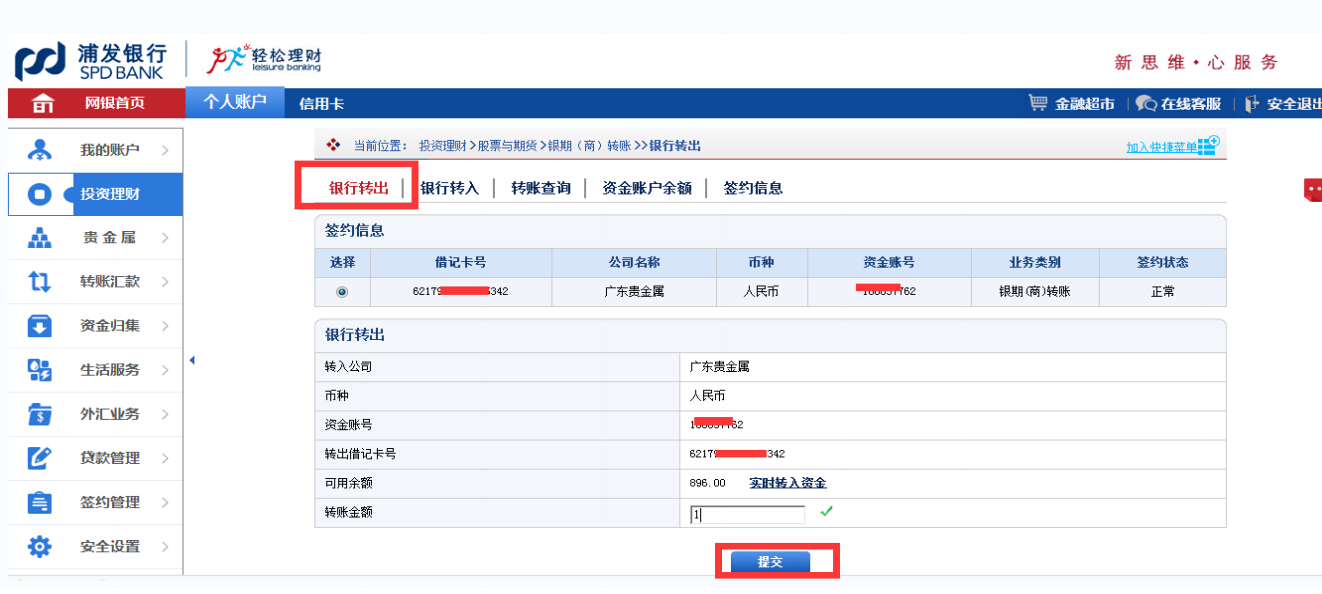 浦发银行
SPD BANK
轻松理财
leisure banking
新思维·心服务
网银首页
个人账户
信用卡
金融超市
在线客服
安全退出
我的账户
投资理财
贵金属
转账汇款
资金归集
生活服务
外汇业务
贷款管理
签约管理
安全设置
当前位置： 投资理财>股票与期货>银期（商）转账>>银行转出
加入快捷菜单
银行转出 | 银行转入 | 转账查询 | 资金账户余额 | 签约信息
签约信息
选择 借记卡号 公司名称 币种 资金账号 业务类别 签约状态
6217 342 广东贵金属 人民币 762 银期(商)转账 正常
银行转出
转入公司 广东贵金属
币种 人民币
资金账号 62
转出借记卡号 6217 342
可用余额 896.00 实时转入资金
转账金额 1
提交